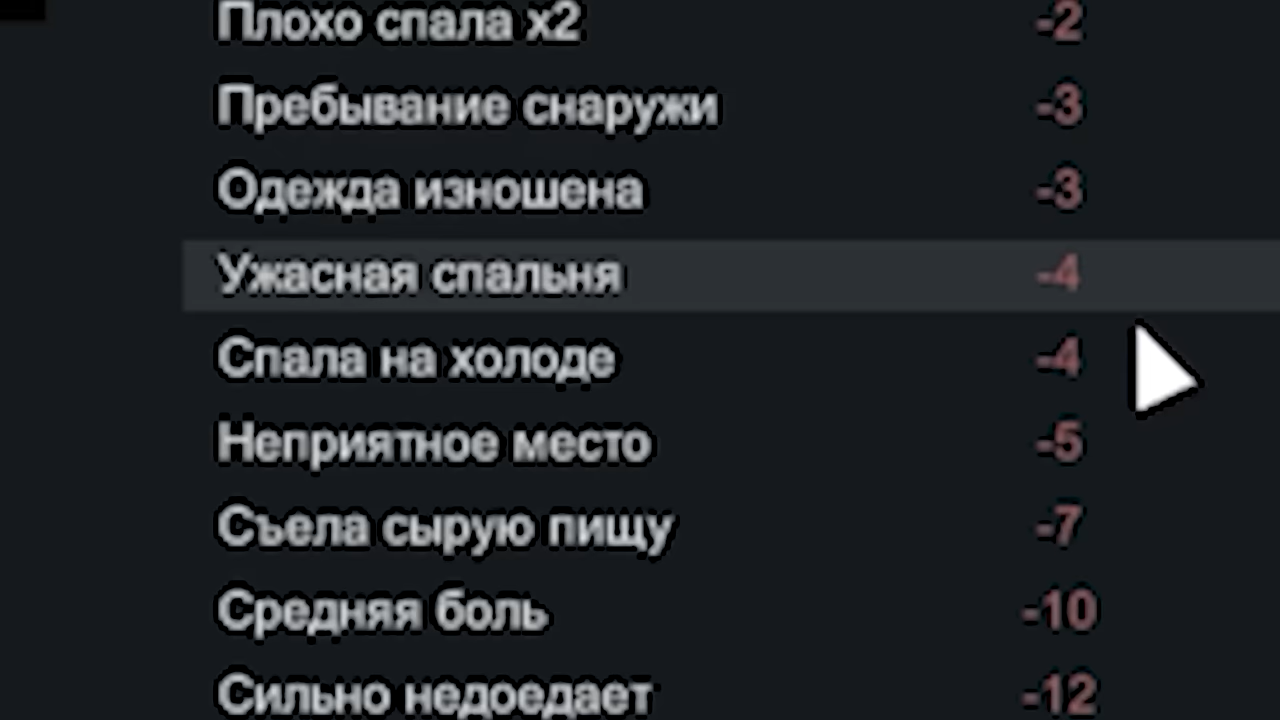 Плохо спала x2 -2
Пребывание снаружи -3
Одежда изношена -3
Ужасная спальня -4
Спала на холоде -4
Неприятное место -5
Съела сырую пищу -7
Средняя боль -10
Сильно недоедает -12